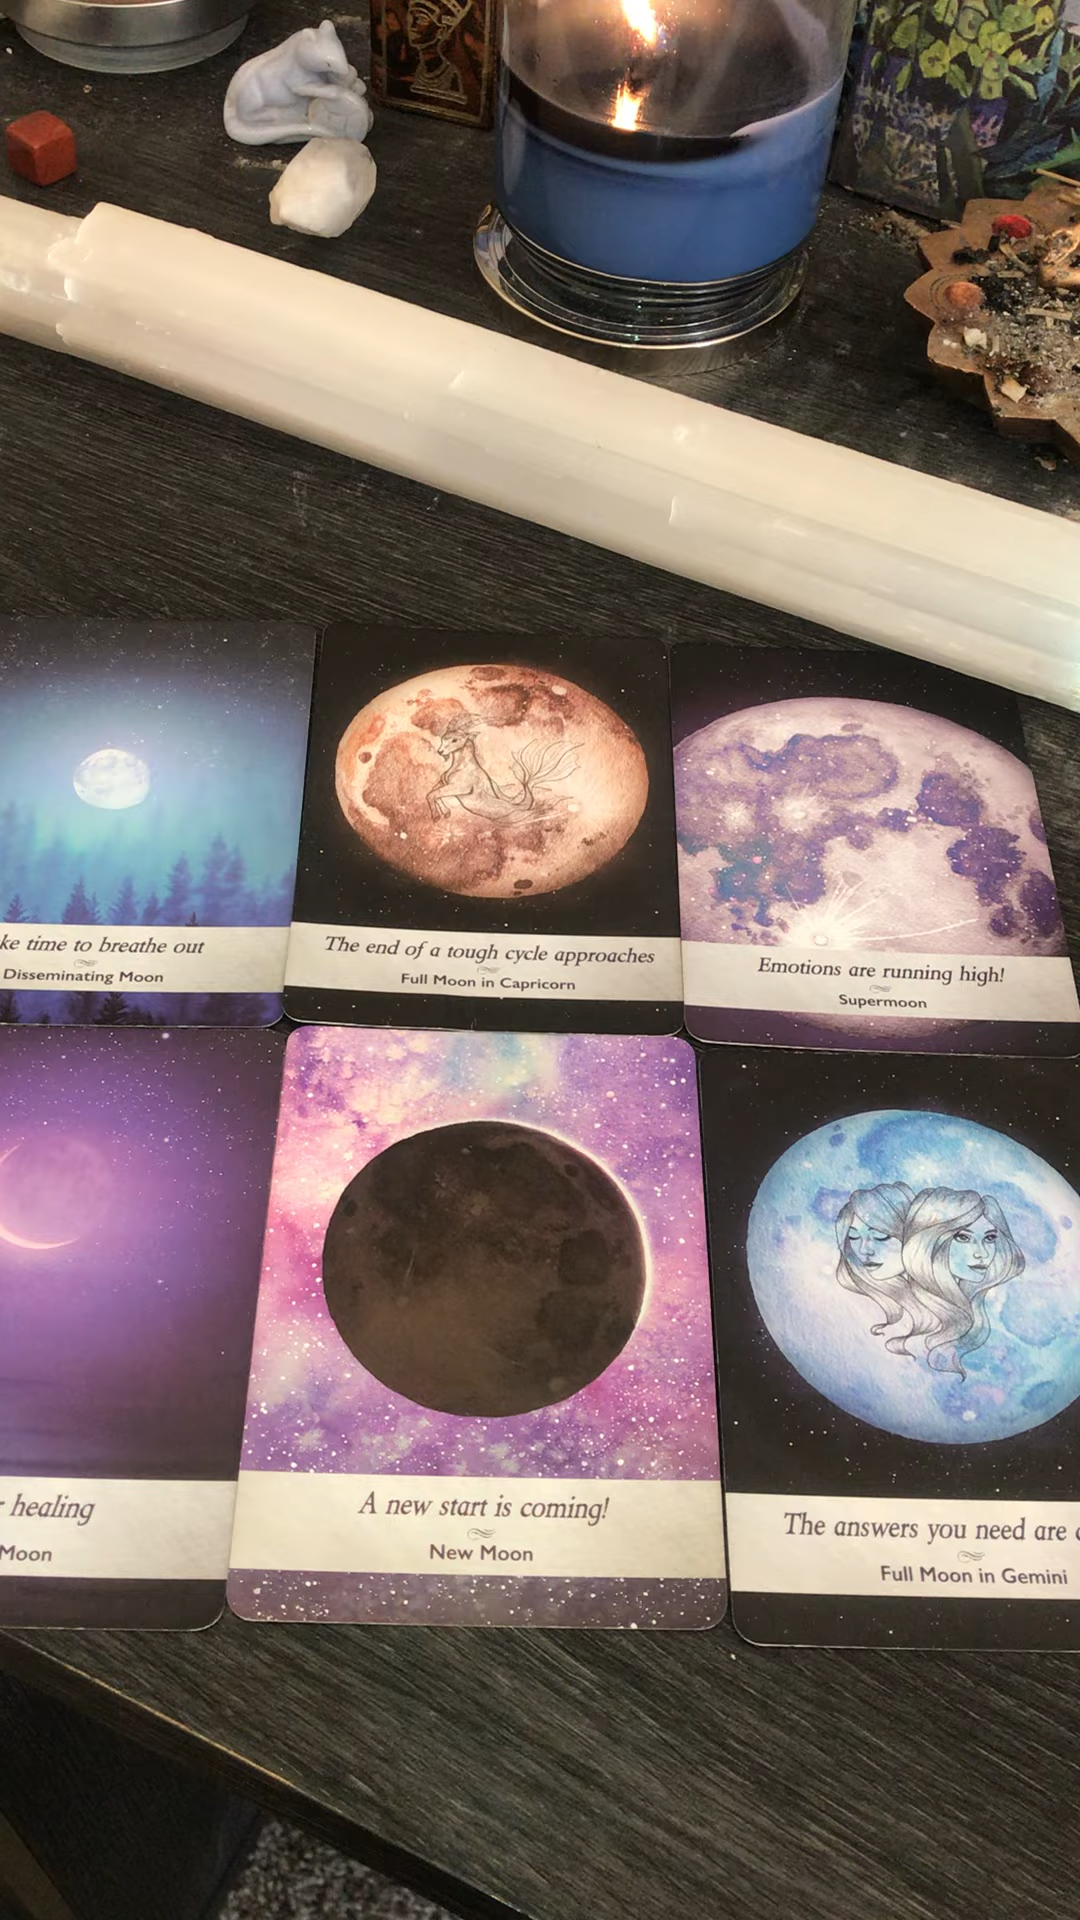 ke time to breathe out
Disseminating Moon
The end of a tough cycle approaches
Full Moon in Capricorn
Emotions are running high!
Supermoon
healing
Moon
A new start is coming!
New Moon
The answers you need are
Full Moon in Gemini